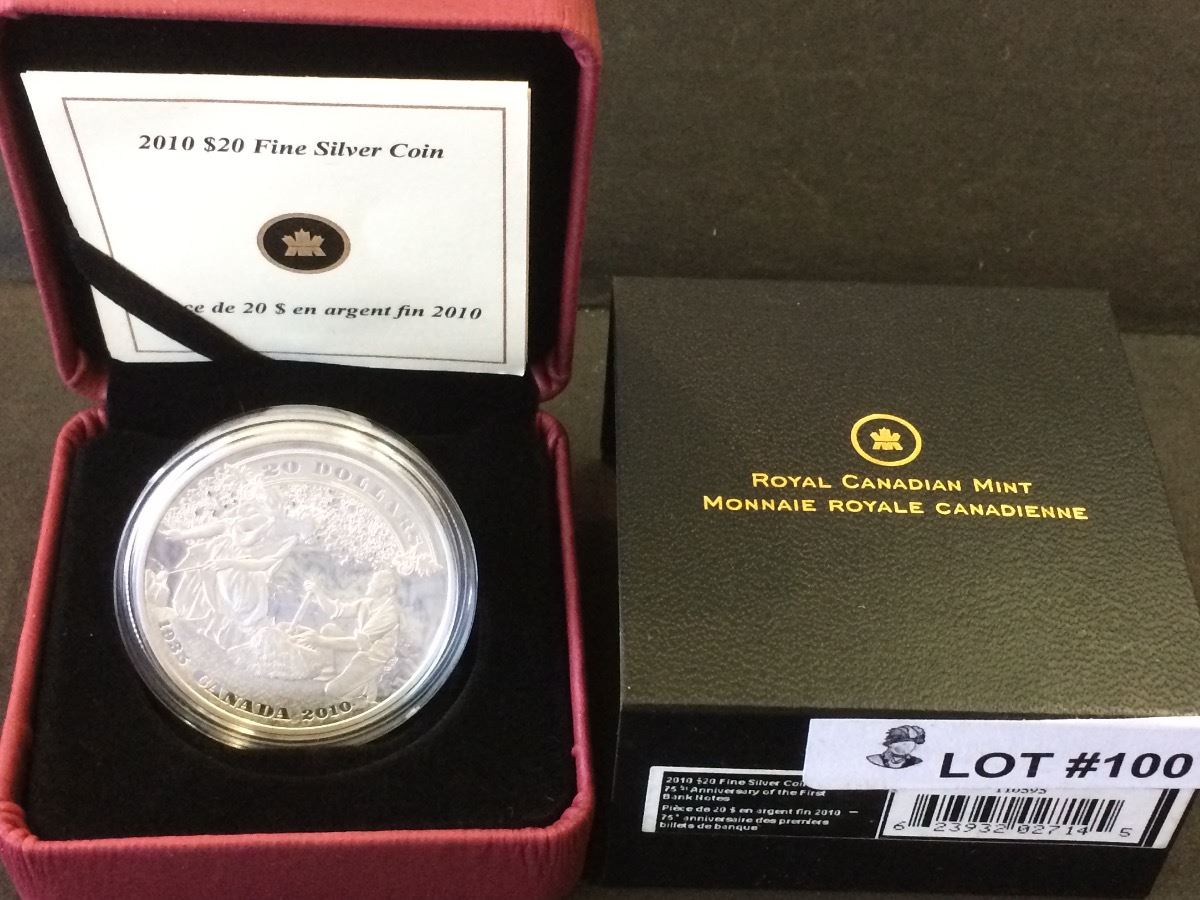 2010 $20 Fine Silver Coin
de 20 $ en argent fin 2010
20 DOLLARS
1935 CANADA 2010
ROYAL CANADIAN MINT
MONNAIE ROYALE CANADIENNE
LOT #100
2010 $20 Fine Silver
75th Anniversary of the First
Bank Notes
Pièce de 20 $ en argent fin 2010 —
75e anniversaire des premiers
billets de banque
6 23932 02714 5